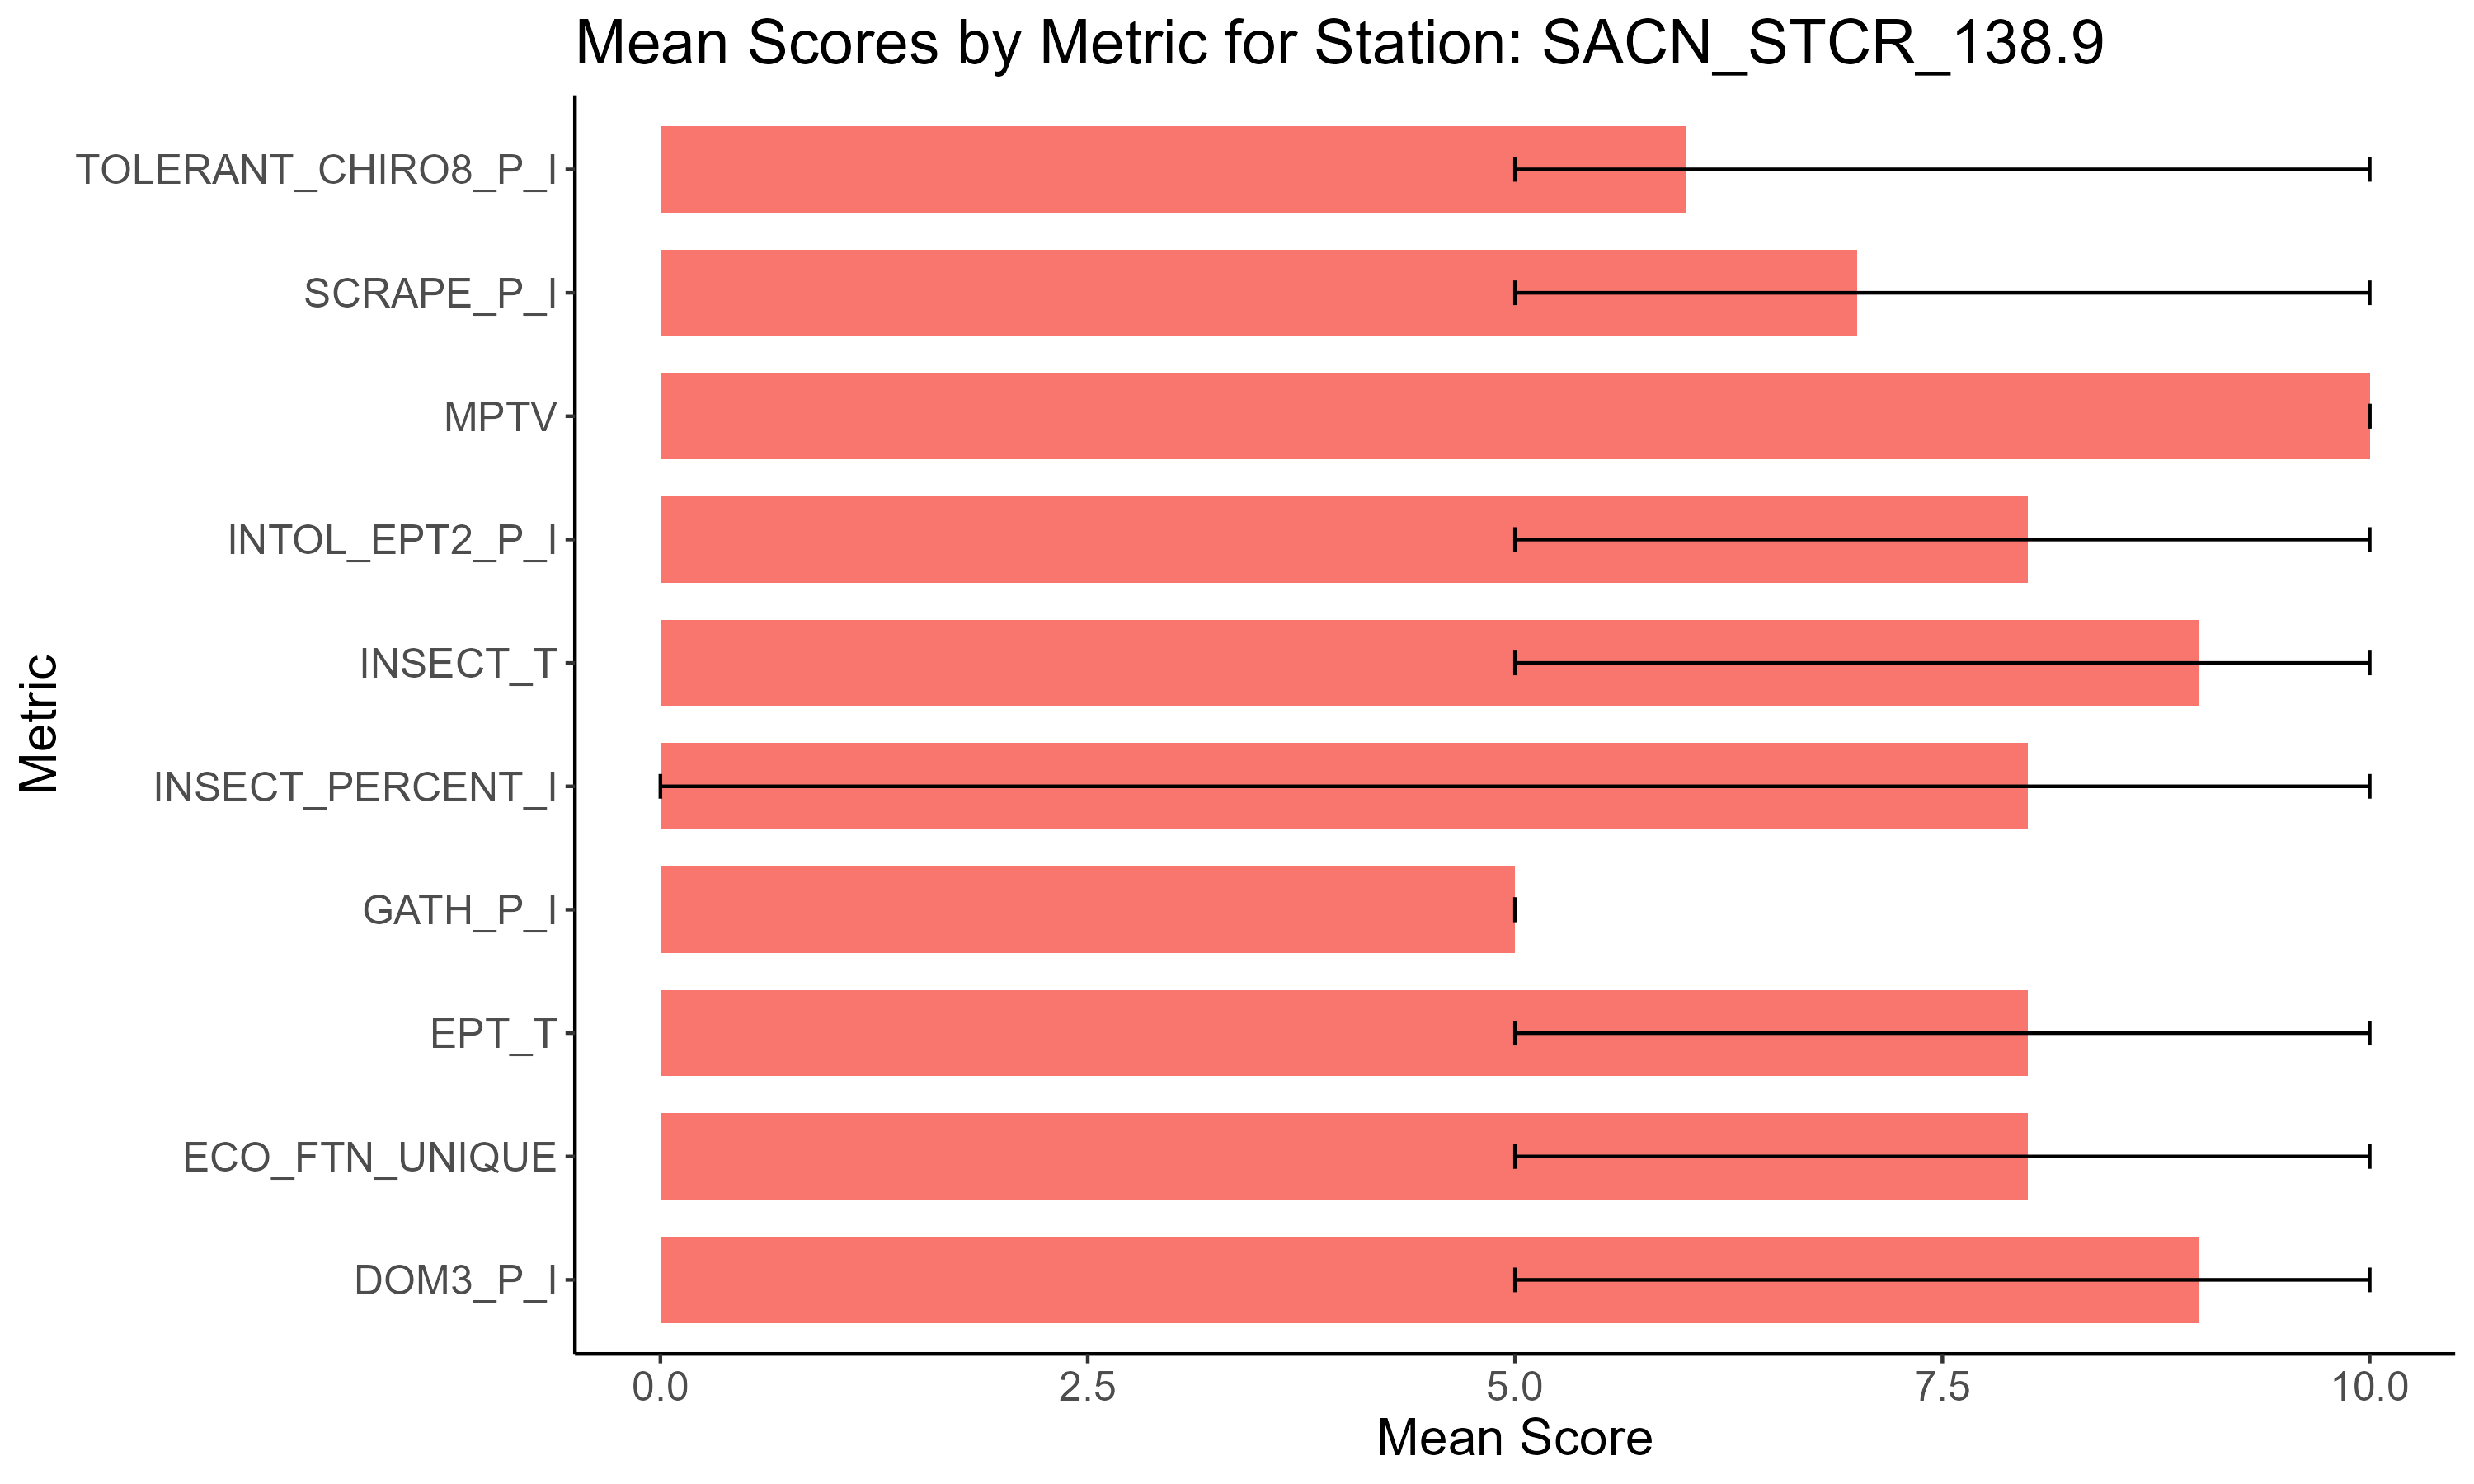 Mean Scores by Metric for Station: SACN_STCR_138.9
TOLERANT_CHIRO8_P_I
SCRAPE_P_I
MPTV
INTOL_EPT2_P_I
INSECT_T
INSECT_PERCENT_I
GATH_P_I
EPT_T
ECO_FTN_UNIQUE
DOM3_P_I
Metric
0.0 2.5 5.0 7.5 10.0
Mean Score